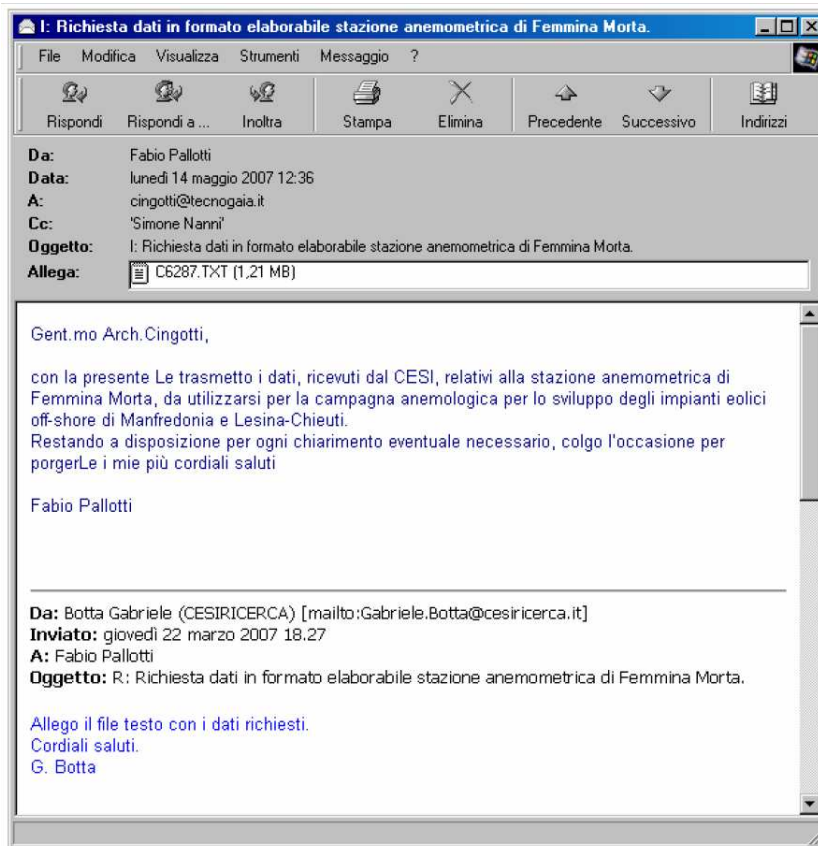 I: Richiesta dati in formato elaborabile stazione anemometrica di Femmina Morta.
File Modifica Visualizza Strumenti Messaggio ?
Rispondi Rispondi a ... Inoltra Stampa Elimina Precedente Successivo Indirizzi
Da: Fabio Pallotti
Data: lunedì 14 maggio 2007 12:36
A: cingotti@tecnogaia.it
Cc: 'Simone Nanni'
Oggetto: I: Richiesta dati in formato elaborabile stazione anemometrica di Femmina Morta.
Allega: C6287.TXT (1,21 MB)
Gent.mo Arch.Cingotti,
con la presente Le trasmetto i dati, ricevuti dal CESI, relativi alla stazione anemometrica di
Femmina Morta, da utilizzarsi per la campagna anemologica per lo sviluppo degli impianti eolici
off-shore di Manfredonia e Lesina-Chieuti.
Restando a disposizione per ogni chiarimento eventuale necessario, colgo l'occasione per
porgerLe i mie più cordiali saluti
Fabio Pallotti
Da: Botta Gabriele (CESIRICERCA) [mailto:Gabriele.Botta@cesiricerca.it]
Inviato: giovedì 22 marzo 2007 18.27
A: Fabio Pallotti
Oggetto: R: Richiesta dati in formato elaborabile stazione anemometrica di Femmina Morta.
Allego il file testo con i dati richiesti.
Cordiali saluti.
G. Botta